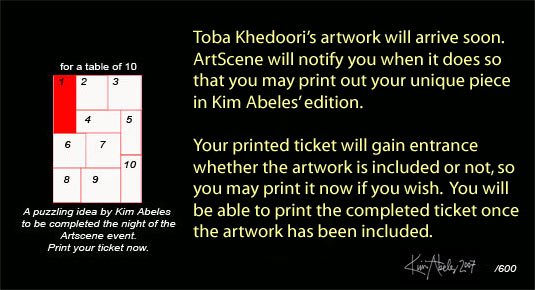 for a table of 10
1 2 3
4 5
6 7
10
8 9
A puzzling idea by Kim Abeles
to be completed the night of the
Artscene event.
Print your ticket now.
Toba Khedoori's artwork will arrive soon.
ArtScene will notify you when it does so
that you may print out your unique piece
in Kim Abeles' edition.
Your printed ticket will gain entrance
whether the artwork is included or not, so
you may print it now if you wish. You will
be able to print the completed ticket once
the artwork has been included.
Kim Abeles 2007
/600